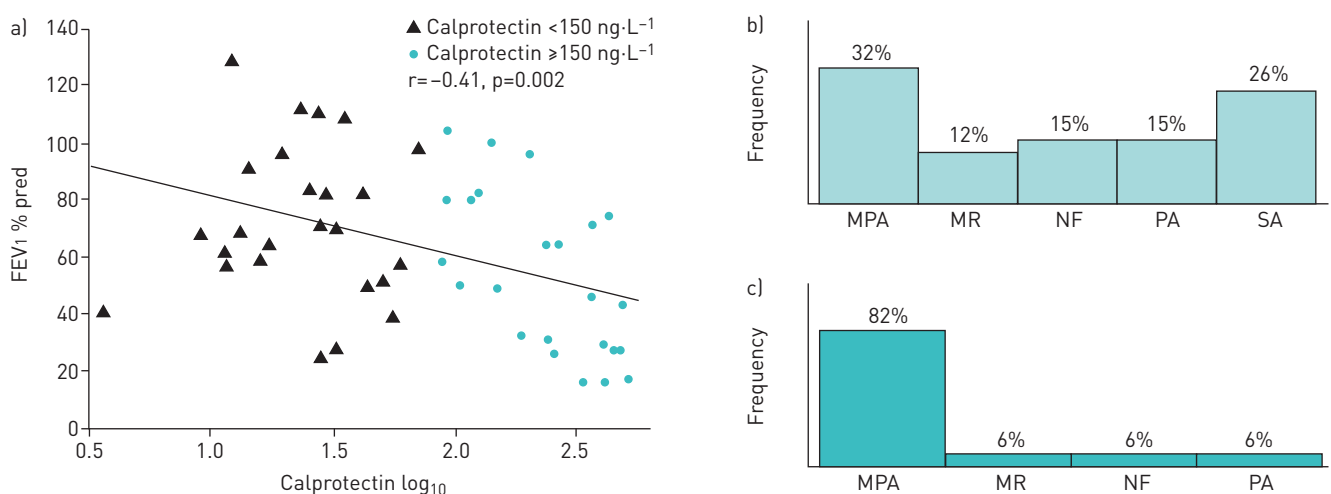 a)
140
120
100
80
60
40
20
0
FEV1 % pred
0.5 1.0 1.5 2.0 2.5
Calprotectin log10
Calprotectin <150 ng·L−1
Calprotectin ⩾150 ng·L−1
r=−0.41, p=0.002
b)
Frequency
32% 12% 15% 15% 26%
MPA MR NF PA SA
c)
Frequency
82% 6% 6% 6%
MPA MR NF PA